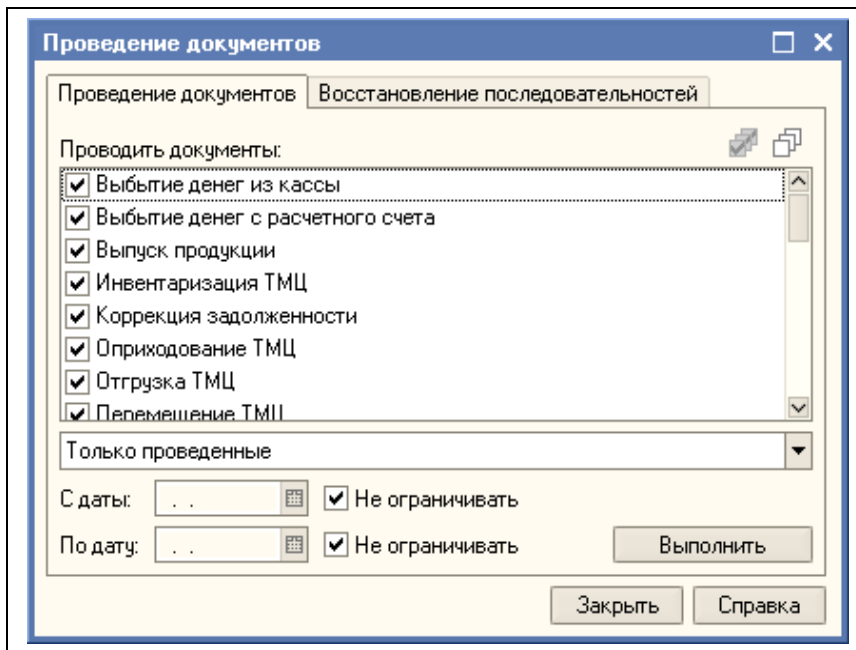 Проведение документов
Проведение документов Восстановление последовательностей
Проводить документы:
Выбытие денег из кассы
Выбытие денег с расчетного счета
Выпуск продукции
Инвентаризация ТМЦ
Коррекция задолженности
Оприходование ТМЦ
Отгрузка ТМЦ
Перемещение ТМЦ
Только проведенные
С даты: . . Не ограничивать
По дату: . . Не ограничивать Выполнить
Закрыть Справка